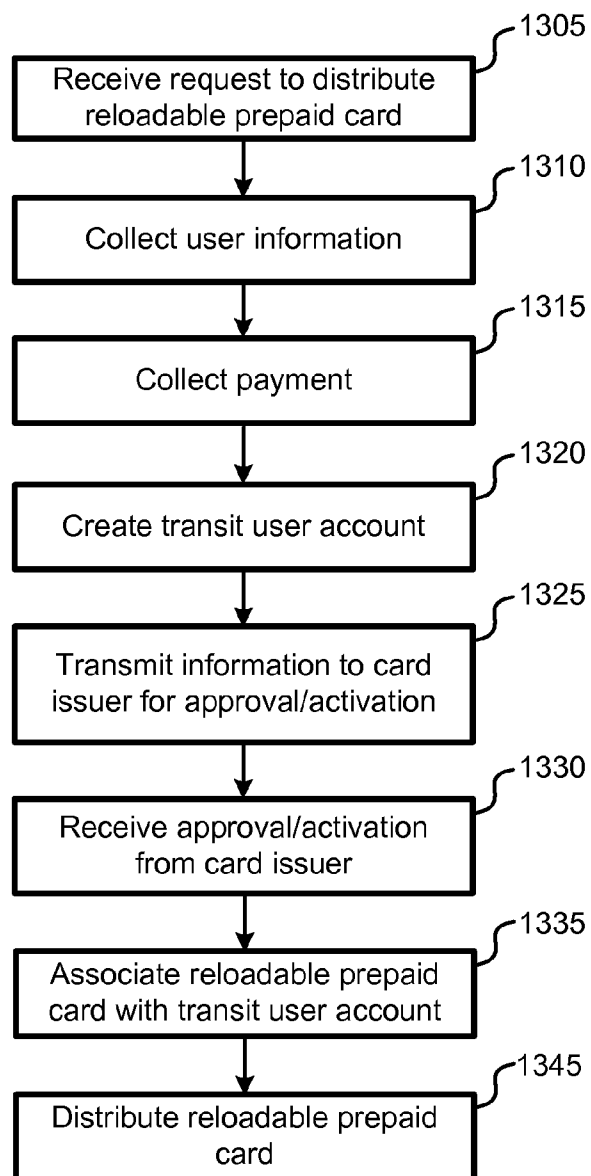 1305
Receive request to distribute
reloadable prepaid card
1310
Collect user information
1315
Collect payment
1320
Create transit user account
1325
Transmit information to card
issuer for approval/activation
1330
Receive approval/activation
from card issuer
1335
Associate reloadable prepaid
card with transit user account
1345
Distribute reloadable prepaid
card